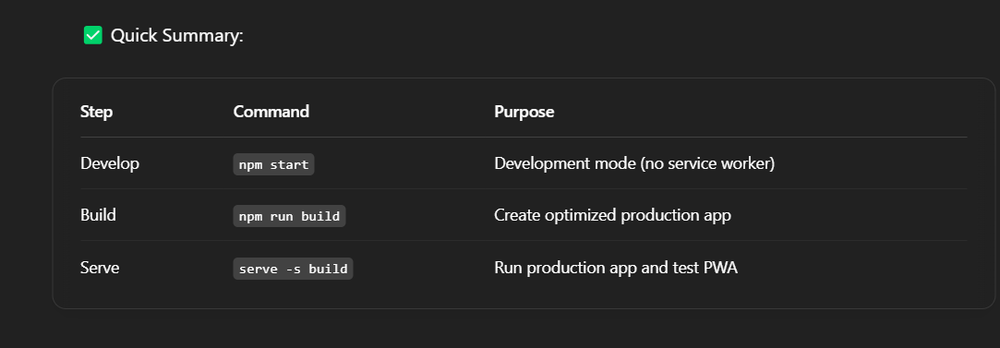 ✅ Quick Summary:
Step Command Purpose
Develop npm start Development mode (no service worker)
Build npm run build Create optimized production app
Serve serve -s build Run production app and test PWA